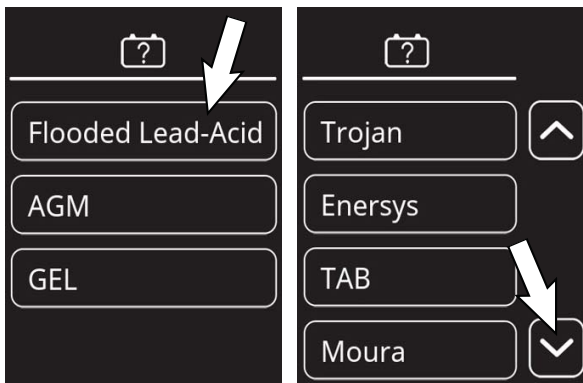 ?
Flooded Lead-Acid
AGM
GEL
?
Trojan
Enersys
TAB
Moura